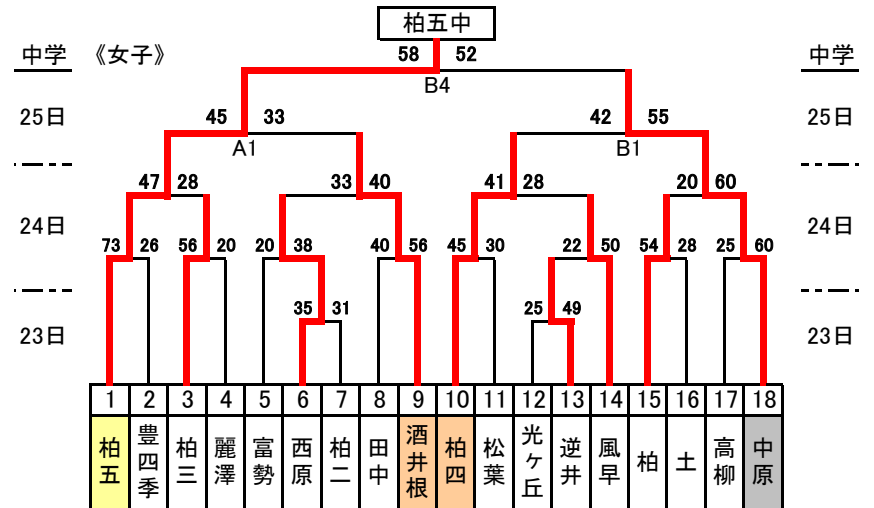 柏五中
中学 《女子》 58 52 中学
B4
25日 45 33 42 55 25日
A1 B1
47 28 33 40 41 28 20 60
24日 24日
73 26 56 20 20 38 40 56 45 30 22 50 54 28 25 60
35 31 25 49
23日 23日
1 2 3 4 5 6 7 8 9 10 11 12 13 14 15 16 17 18
柏五
豊四季
柏三
麗澤
富勢
西原
柏二
田中
酒井根
柏四
松葉
光ヶ丘
逆井
風早
柏
土
高柳
中原